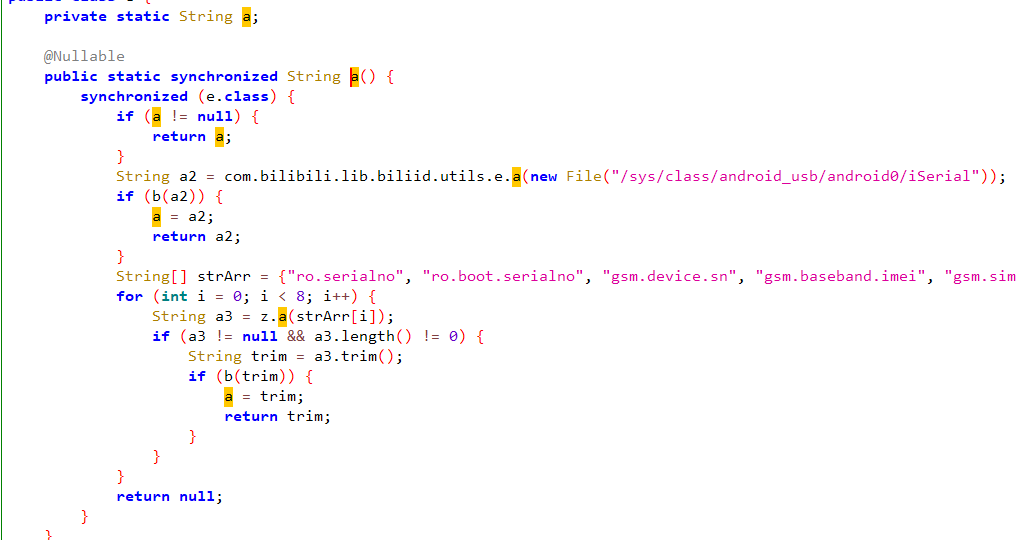 private static String a;
@Nullable
public static synchronized String a() {
synchronized (e.class) {
if (a != null) {
return a;
}
String a2 = com.bilibili.lib.biliid.utils.e.a(new File("/sys/class/android_usb/android0/iSerial"));
if (b(a2)) {
a = a2;
return a2;
}
String[] strArr = {"ro.serialno", "ro.boot.serialno", "gsm.device.sn", "gsm.baseband.imei", "gsm.sim
for (int i = 0; i < 8; i++) {
String a3 = z.a(strArr[i]);
if (a3 != null && a3.length() != 0) {
String trim = a3.trim();
if (b(trim)) {
a = trim;
return trim;
}
}
}
return null;
}
}